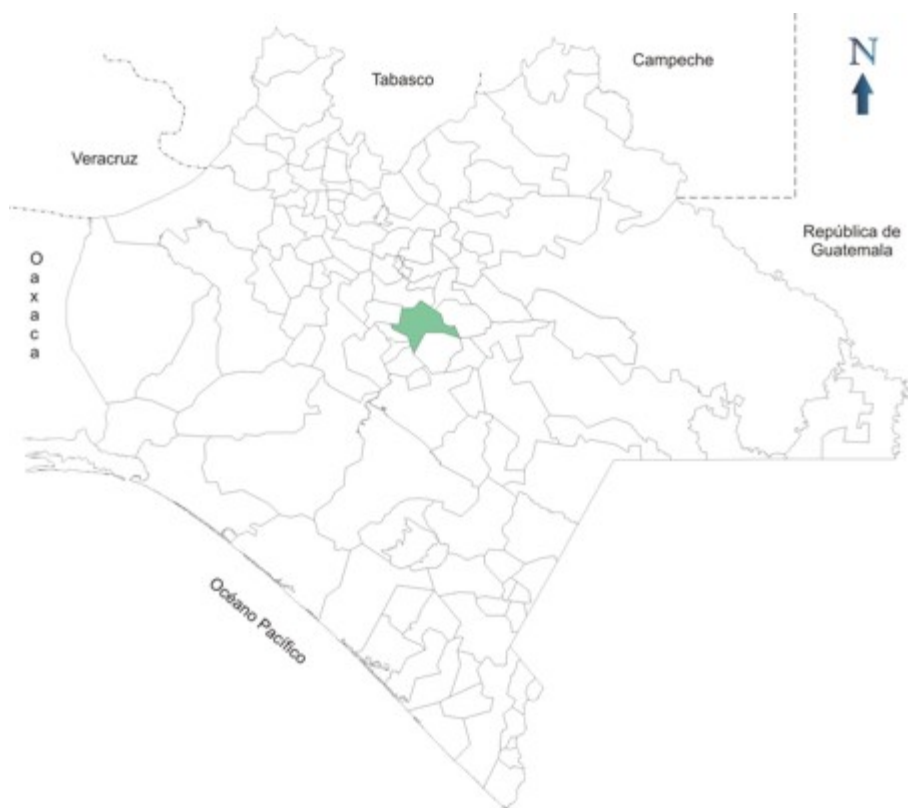 Campeche
N
Tabasco
Veracruz
República de
Guatemala
O
a
x
a
c
a
Océano Pacífico